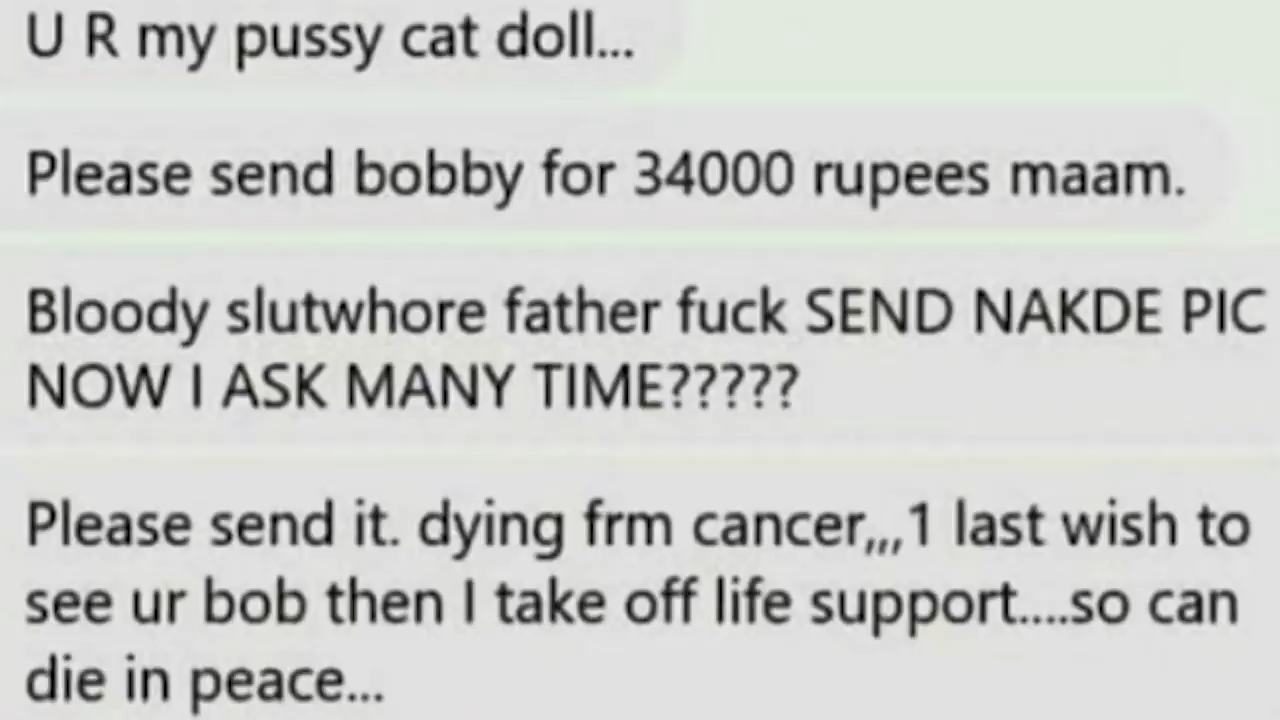 U R my pussy cat doll...
Please send bobby for 34000 rupees maam.
Bloody slutwhore father fuck SEND NAKDE PIC
NOW I ASK MANY TIME?????
Please send it. dying frm cancer,,,1 last wish to
see ur bob then I take off life support....so can
die in peace...